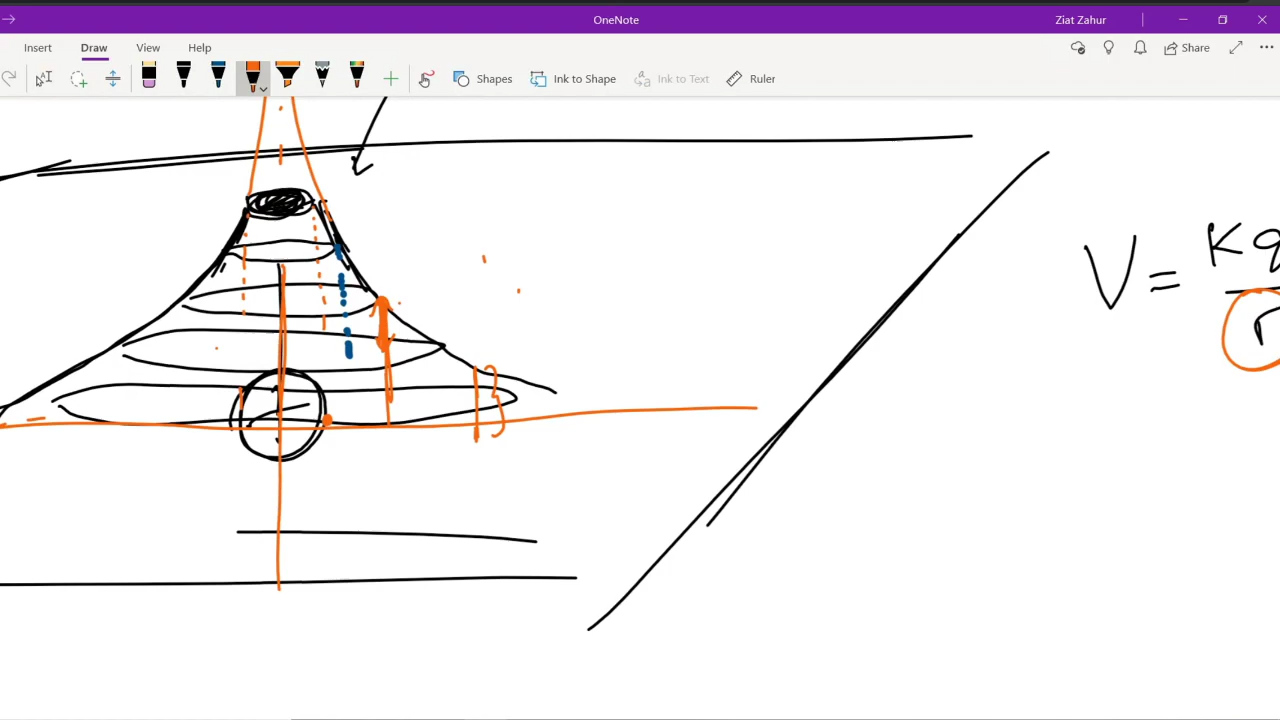 OneNote
Ziat Zahur
Insert Draw View Help
Share
Shapes Ink to Shape Ink to Text Ruler
V = Kq
r